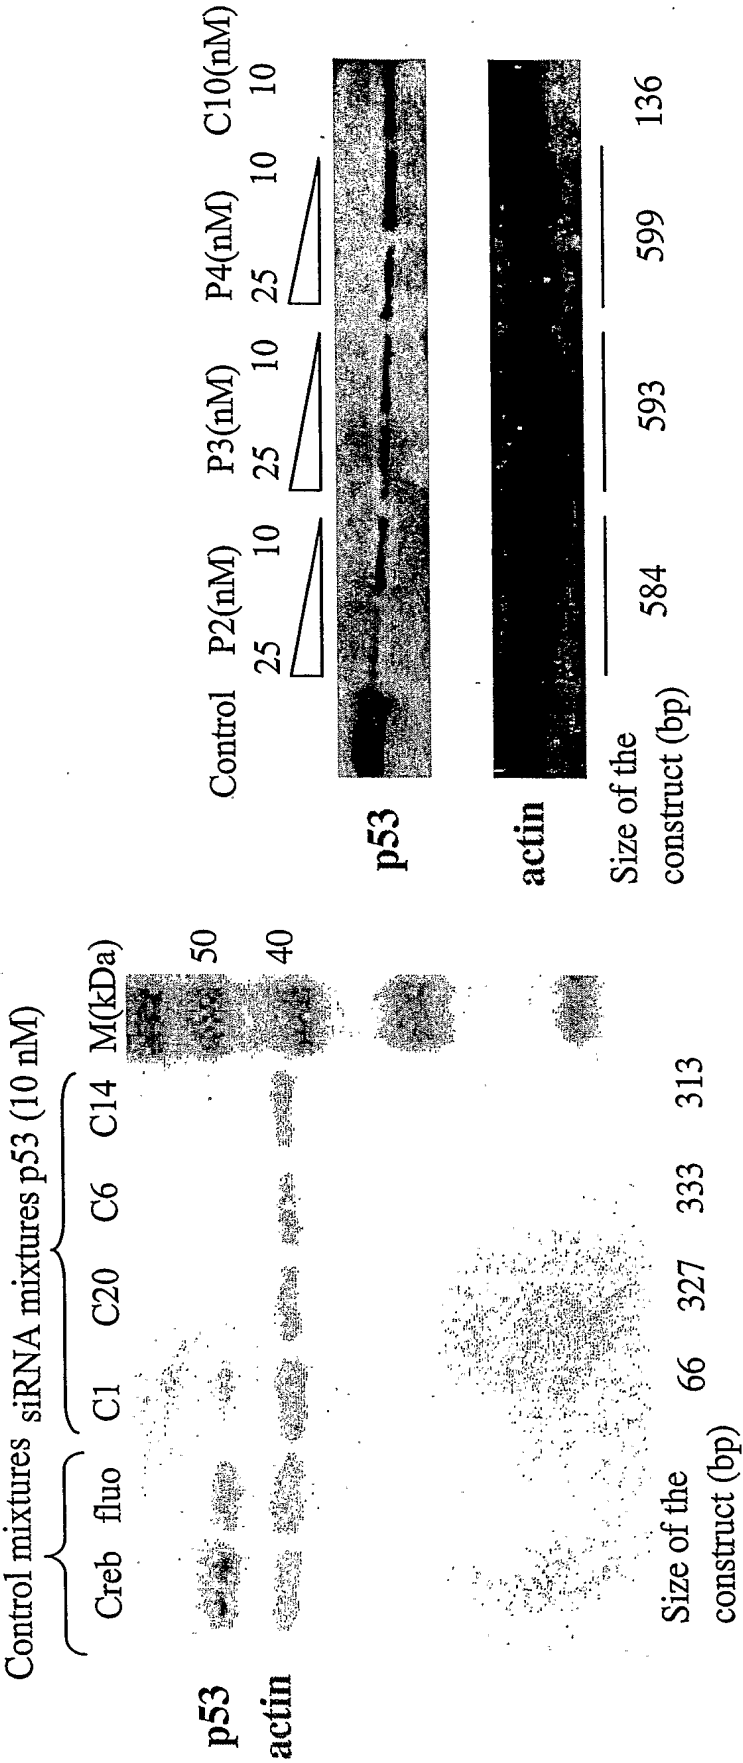 Control mixtures siRNA mixtures p53 (10 nM)
Creb fluo C1 C20 C6 C14 M(kDa)
p53 50
actin 40
Size of the
construct (bp) 66 327 333 313
Control P2(nM) P3(nM) P4(nM) C10(nM)
25 10 25 10 25 10 10
p53
actin
Size of the
construct (bp) 584 593 599 136